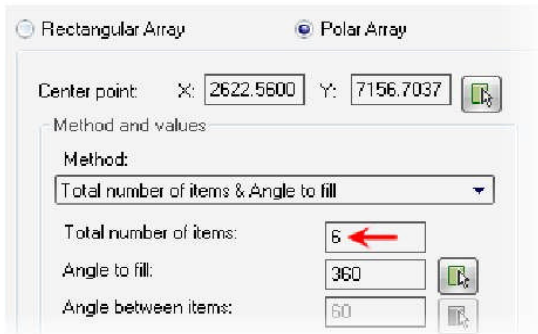 Rectangular Array Polar Array
Center point: X: 2622.5600 Y: 7156.7037
Method and values
Method:
Total number of items & Angle to fill
Total number of items: 6
Angle to fill: 360
Angle between items: 60